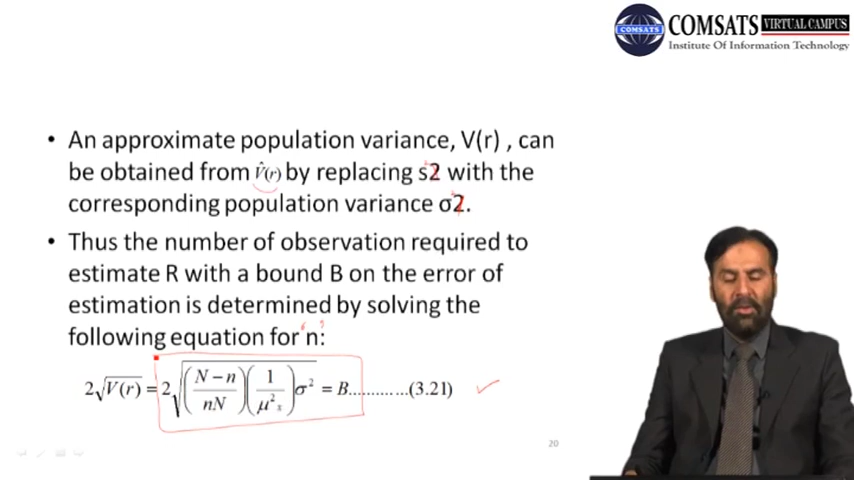 COMSATS
COMSATS VIRTUAL CAMPUS
Institute Of Information Technology
• An approximate population variance, V(r) , can
be obtained from V̂(r) by replacing s2 with the
corresponding population variance σ2.
• Thus the number of observation required to
estimate R with a bound B on the error of
estimation is determined by solving the
following equation for 'n':
2√V(r) = 2√((N−n)/(nN))(1/μ²ₓ)σ² = B............(3.21)
20